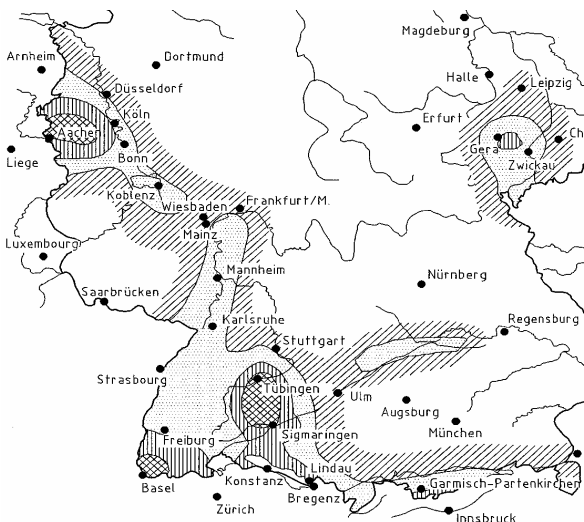 Magdeburg
Dortmund
Arnheim
Halle
Leipzig
Düsseldorf
Köln
Erfurt
Ch
Aachen
Gera
Liege
Bonn
Zwickau
Koblenz
Wiesbaden
Frankfurt/M.
Mainz
Luxembourg
Mannheim
Nürnberg
Saarbrücken
Karlsruhe
Regensburg
Stuttgart
Strasbourg
Tübingen
Ulm
Augsburg
München
Freiburg
Sigmaringen
Lindau
Konstanz
Garmisch-Partenkirchen
Basel
Bregenz
Zürich
Innsbruck